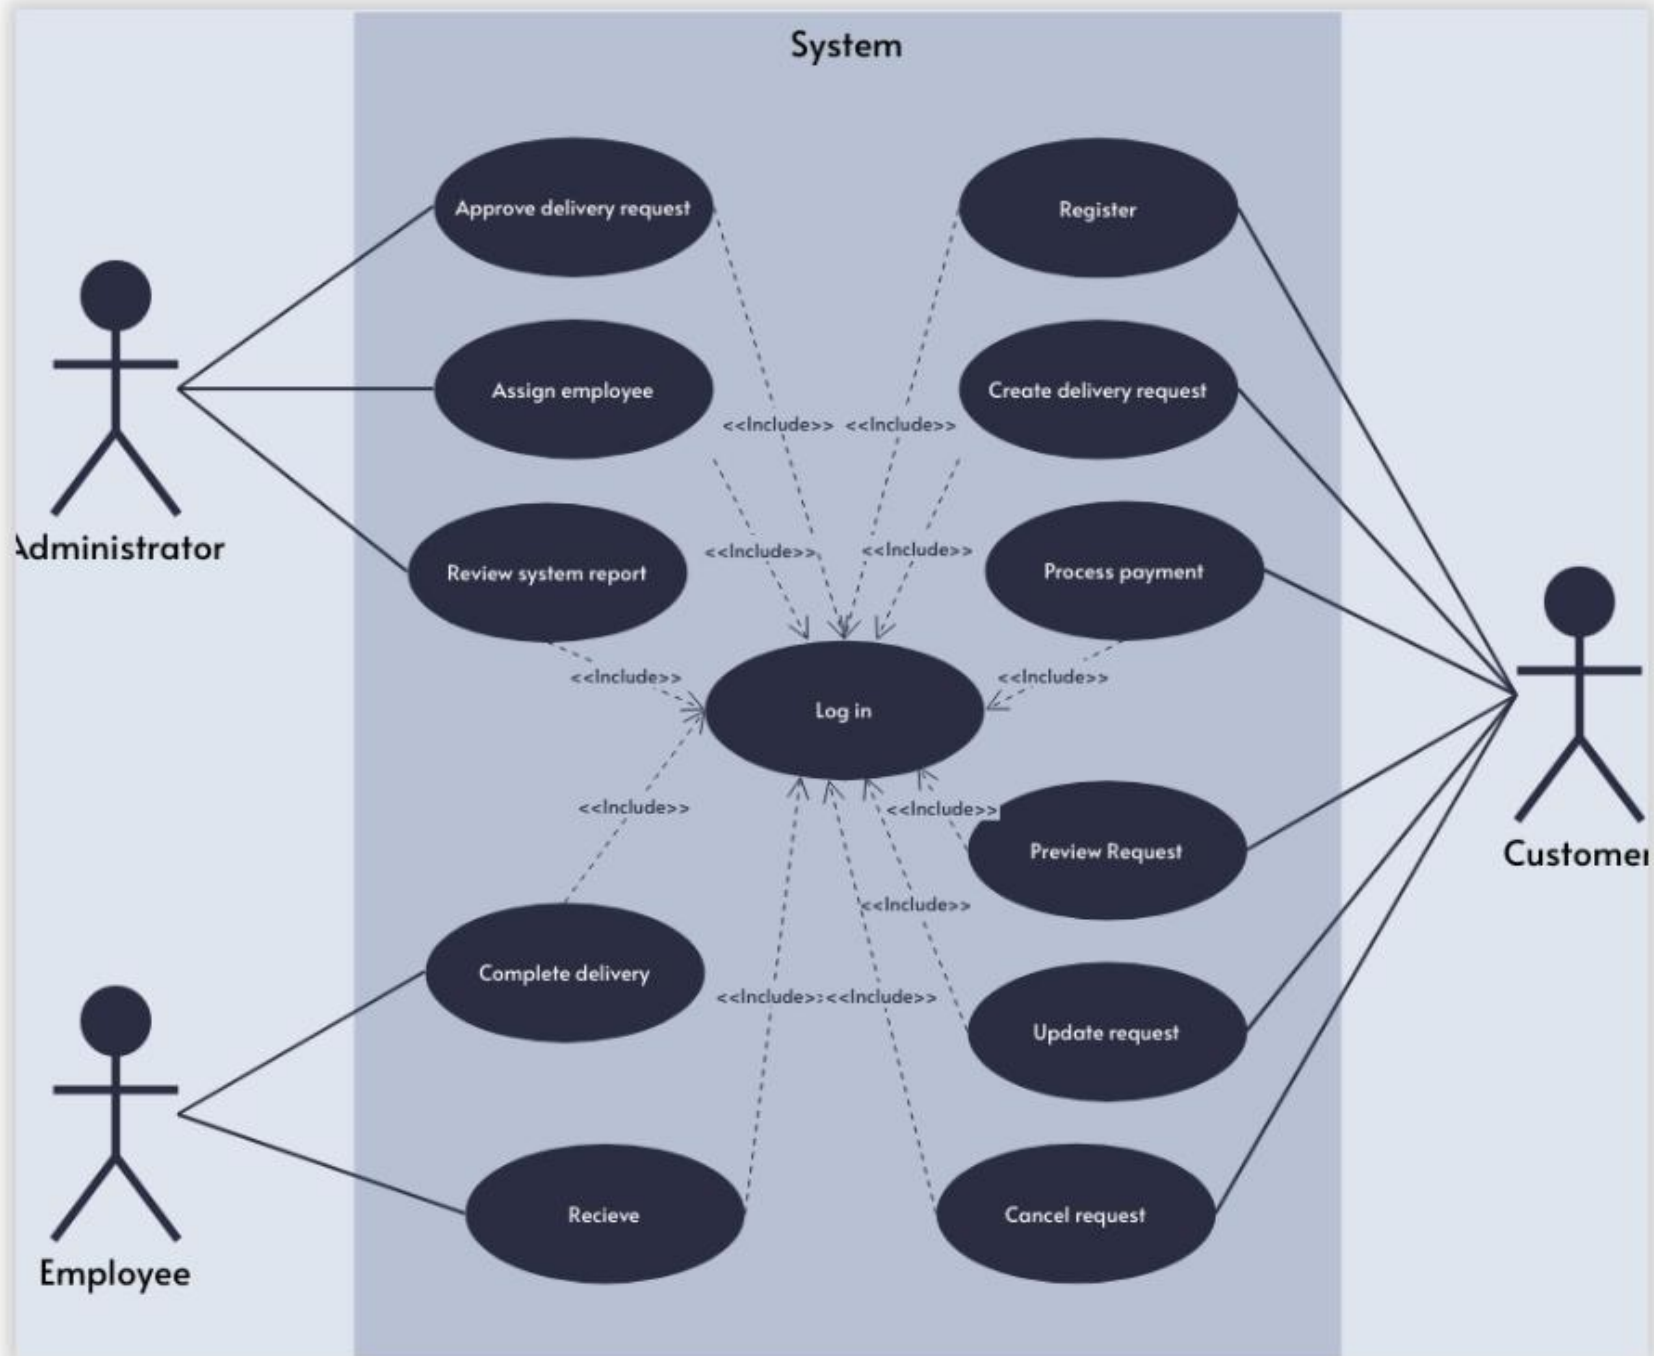 System
Approve delivery request
Register
Assign employee
Create delivery request
<<Include>>
<<Include>>
<<Include>>
<<Include>>
Administrator
Review system report
Process payment
<<Include>>
<<Include>>
Log in
<<Include>>
<<Include>>
Preview Request
Customer
<<Include>>
Complete delivery
<<Include>>
<<Include>>
Update request
Recieve
Cancel request
Employee